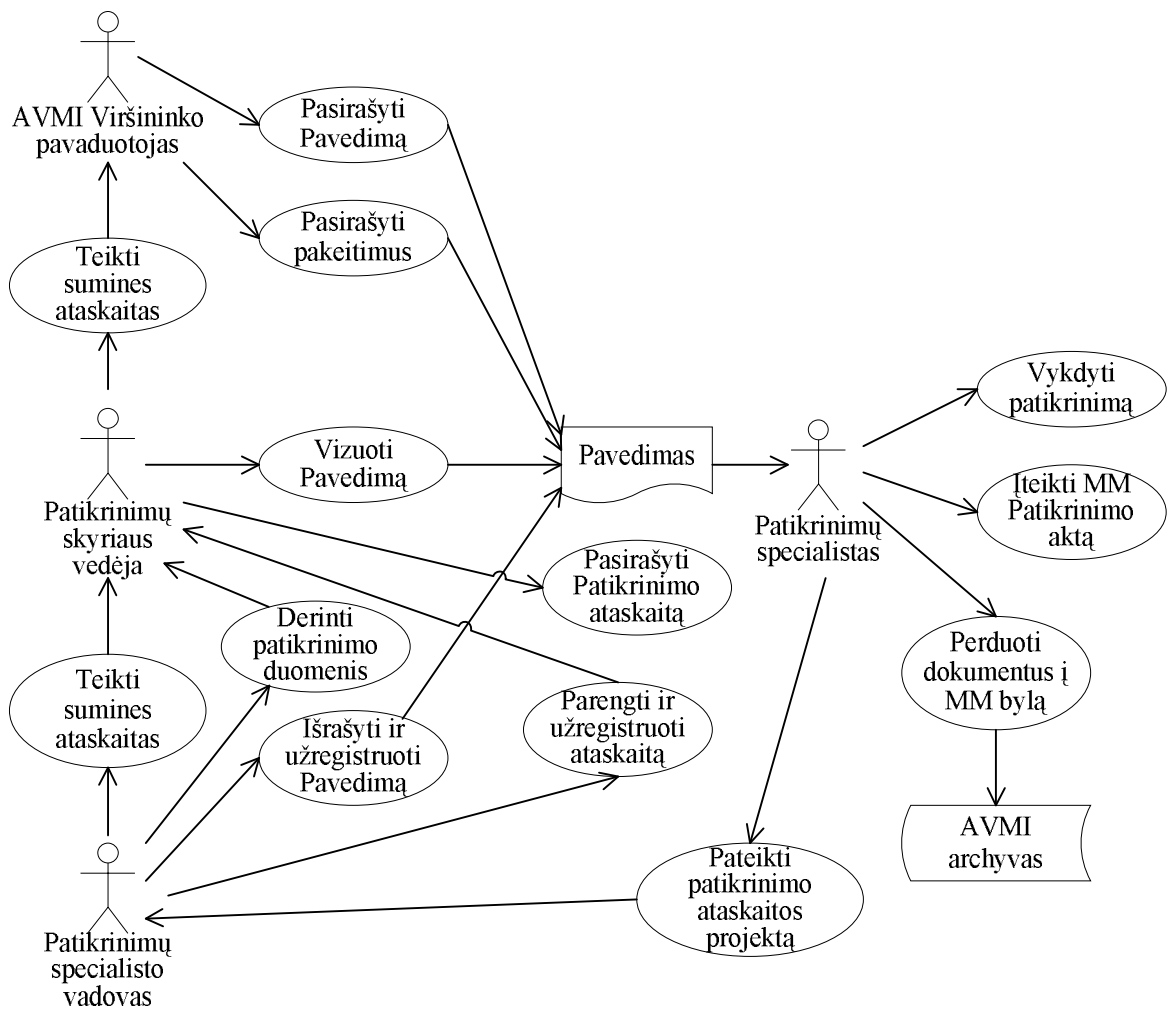 AVMI Viršininko
pavaduotojas
Pasirašyti
Pavedimą
Pasirašyti
pakeitimus
Teikti
sumines
ataskaitas
Patikrinimų
skyriaus
vedėja
Vizuoti
Pavedimą
Pavedimas
Patikrinimų
specialistas
Vykdyti
patikrinimą
Įteikti MM
Patikrinimo
aktą
Pasirašyti
Patikrinimo
ataskaitą
Derinti
patikrinimo
duomenis
Perduoti
dokumentus į
MM bylą
Teikti
sumines
ataskaitas
Išrašyti ir
užregistruoti
Pavedimą
Parengti ir
užregistruoti
ataskaitą
AVMI
archyvas
Pateikti
patikrinimo
ataskaitos
projektą
Patikrinimų
specialisto
vadovas